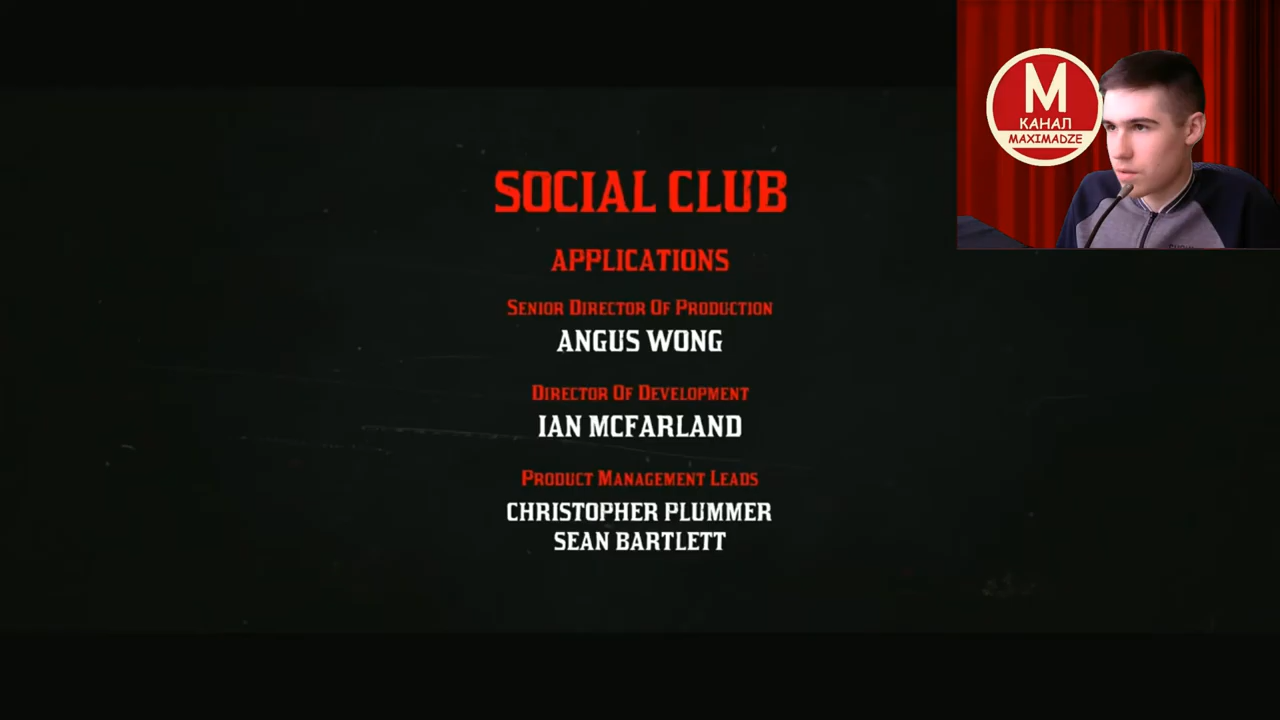 SOCIAL CLUB
APPLICATIONS
SENIOR DIRECTOR OF PRODUCTION
ANGUS WONG
DIRECTOR OF DEVELOPMENT
IAN MCFARLAND
PRODUCT MANAGEMENT LEADS
CHRISTOPHER PLUMMER
SEAN BARTLETT
М
КАНАЛ
MAXIMADZE